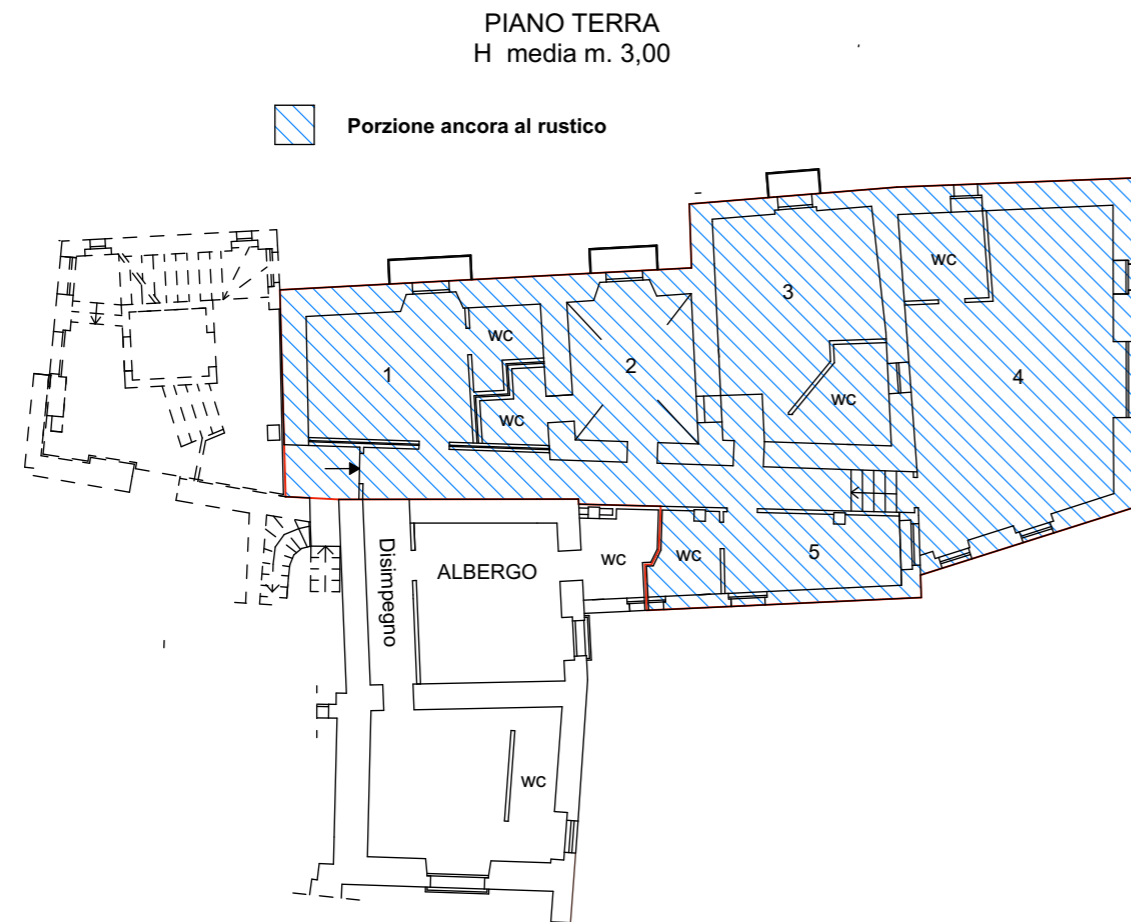 PIANO TERRA
H media m. 3,00
Porzione ancora al rustico
3
wc
wc
1
2
4
wc
wc
Disimpegno
ALBERGO
wc
wc
5
wc